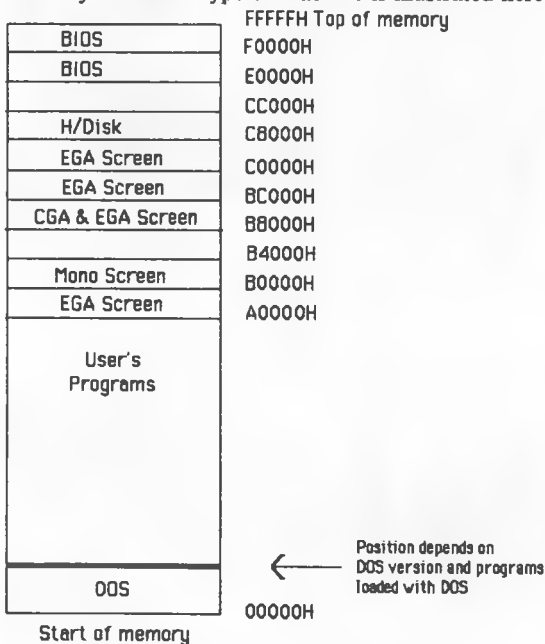 FFFFFH Top of memory
BIOS
F0000H
BIOS
E0000H
CC000H
H/Disk
C8000H
EGA Screen
C0000H
EGA Screen
BC000H
CGA & EGA Screen
B8000H
B4000H
Mono Screen
B0000H
EGA Screen
A0000H
User's
Programs
Position depends on
DOS version and programs
loaded with DOS
DOS
00000H
Start of memory